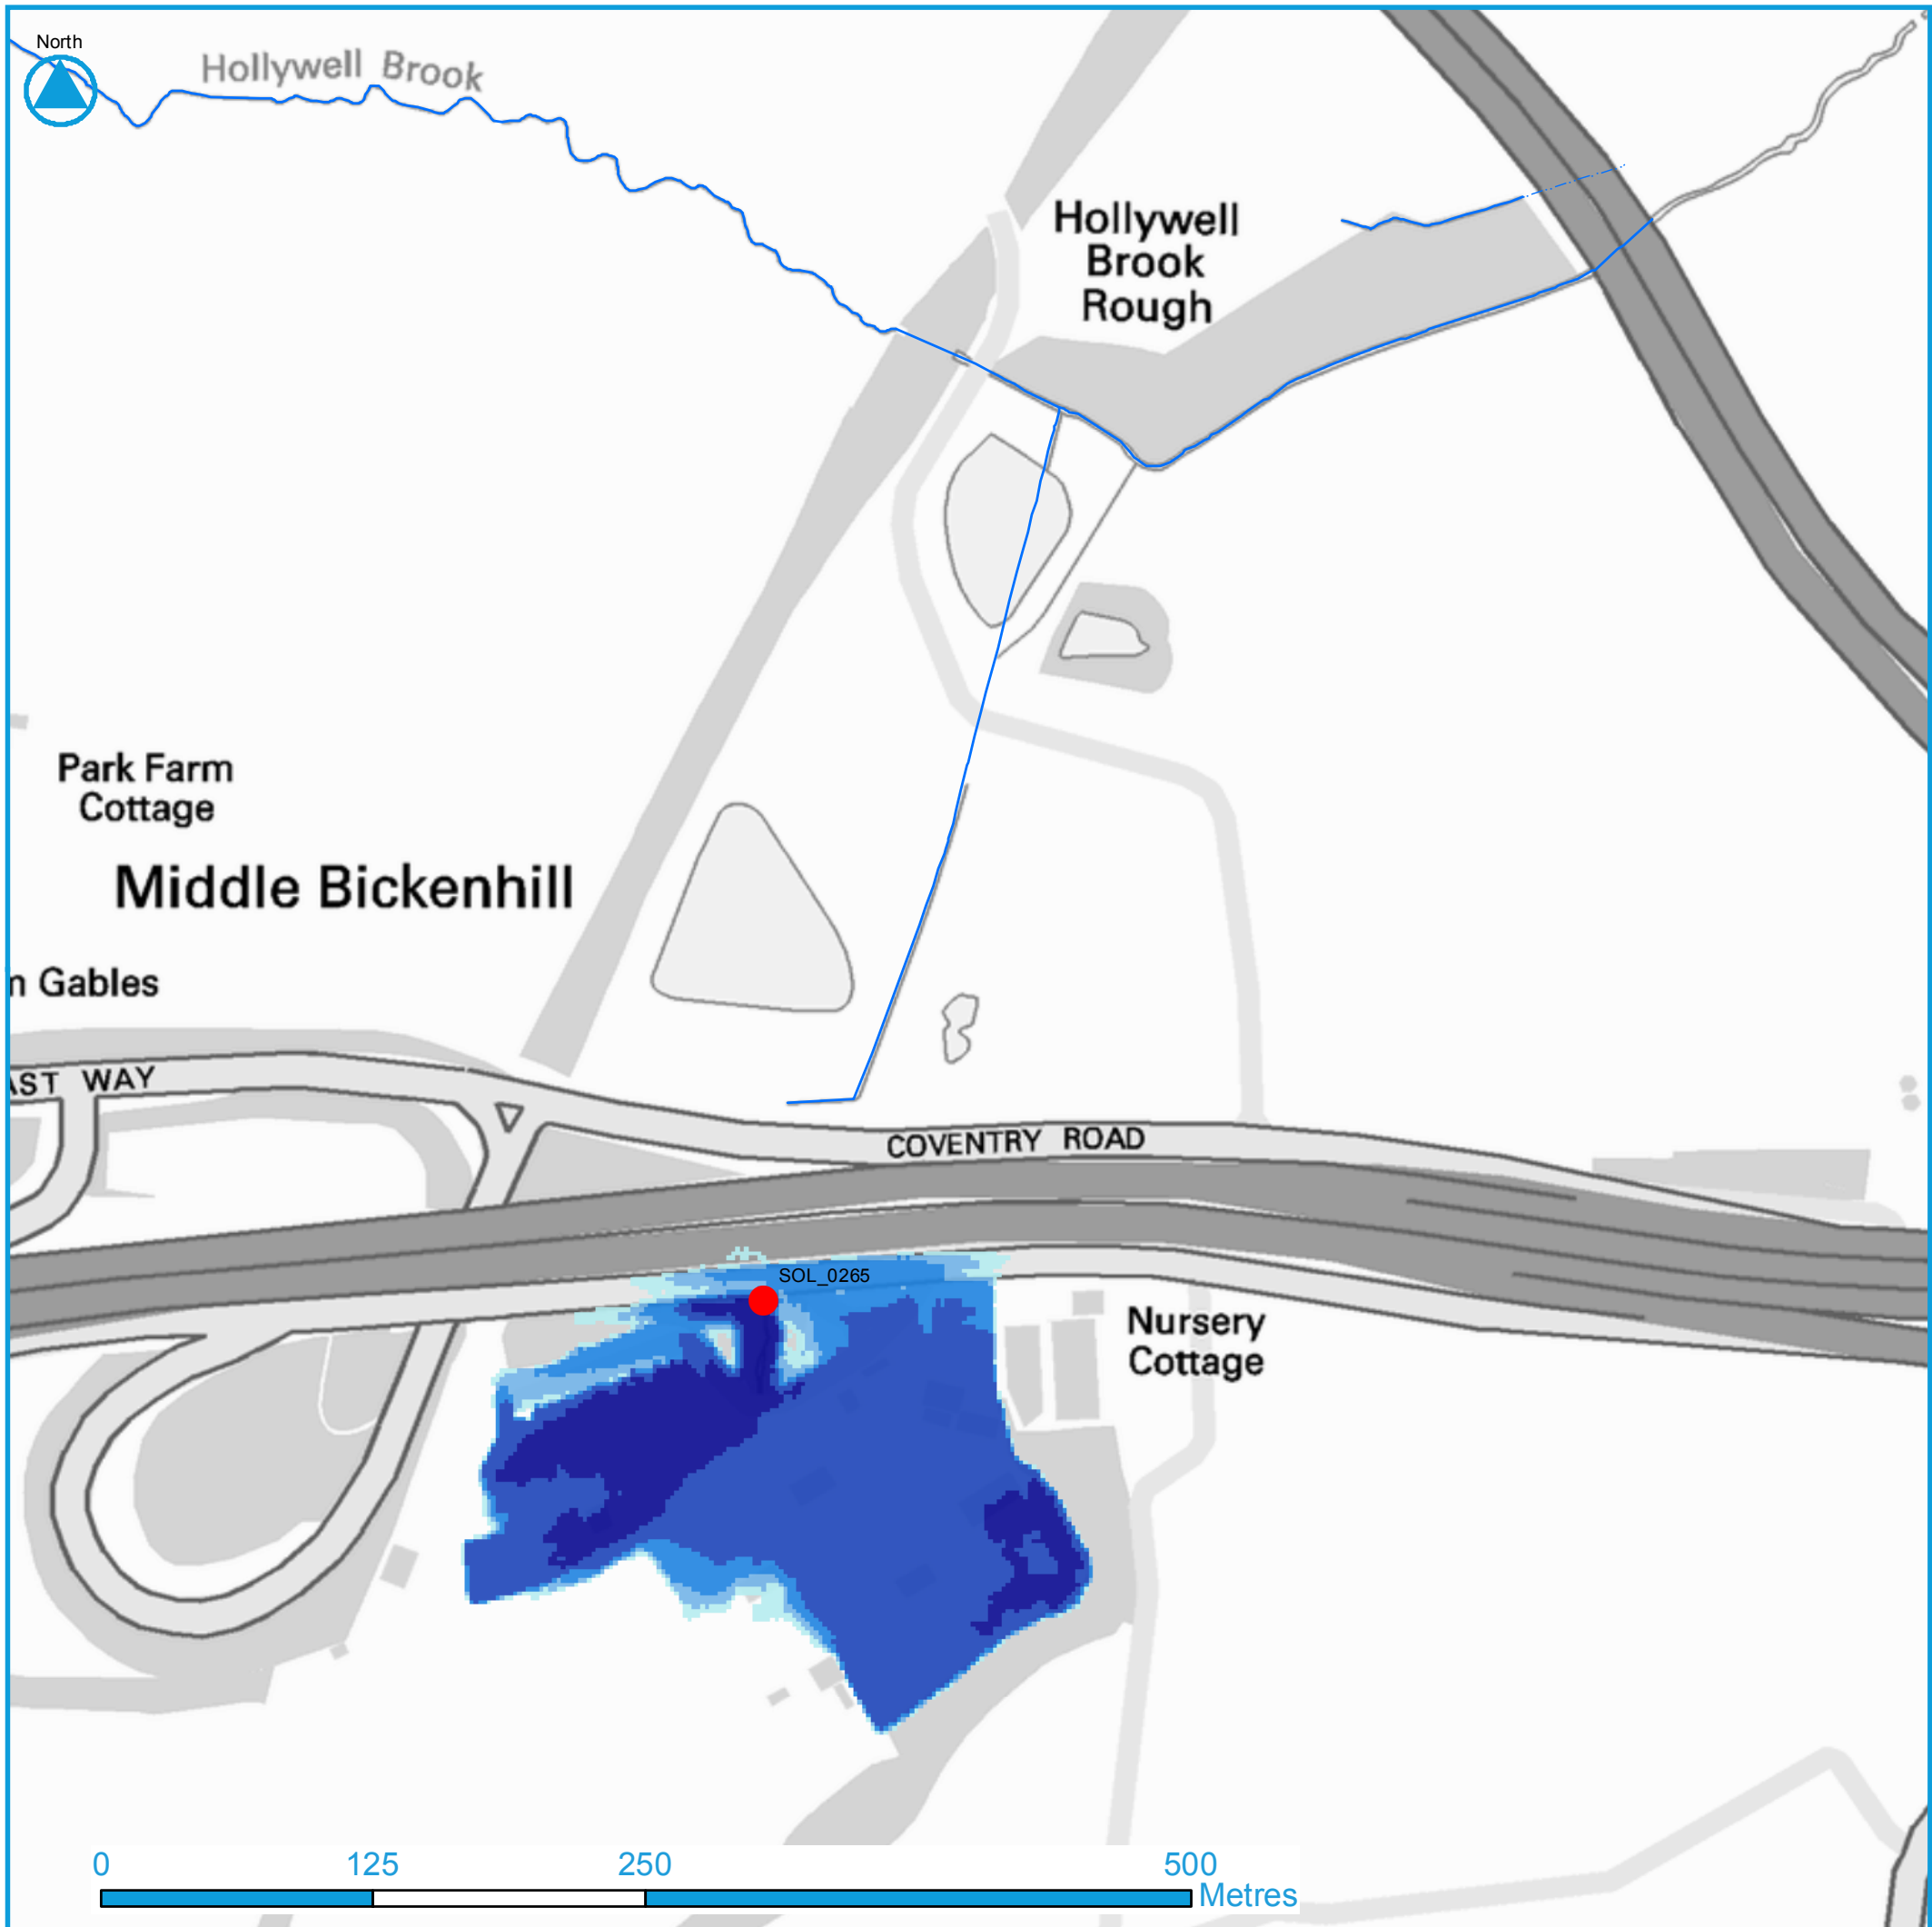 North
Hollywell Brook
Hollywell
Brook
Rough
Park Farm
Cottage
Middle Bickenhill
Gables
WAY
COVENTRY ROAD
SOL_0265
Nursery
Cottage
0 125 250 500
Metres